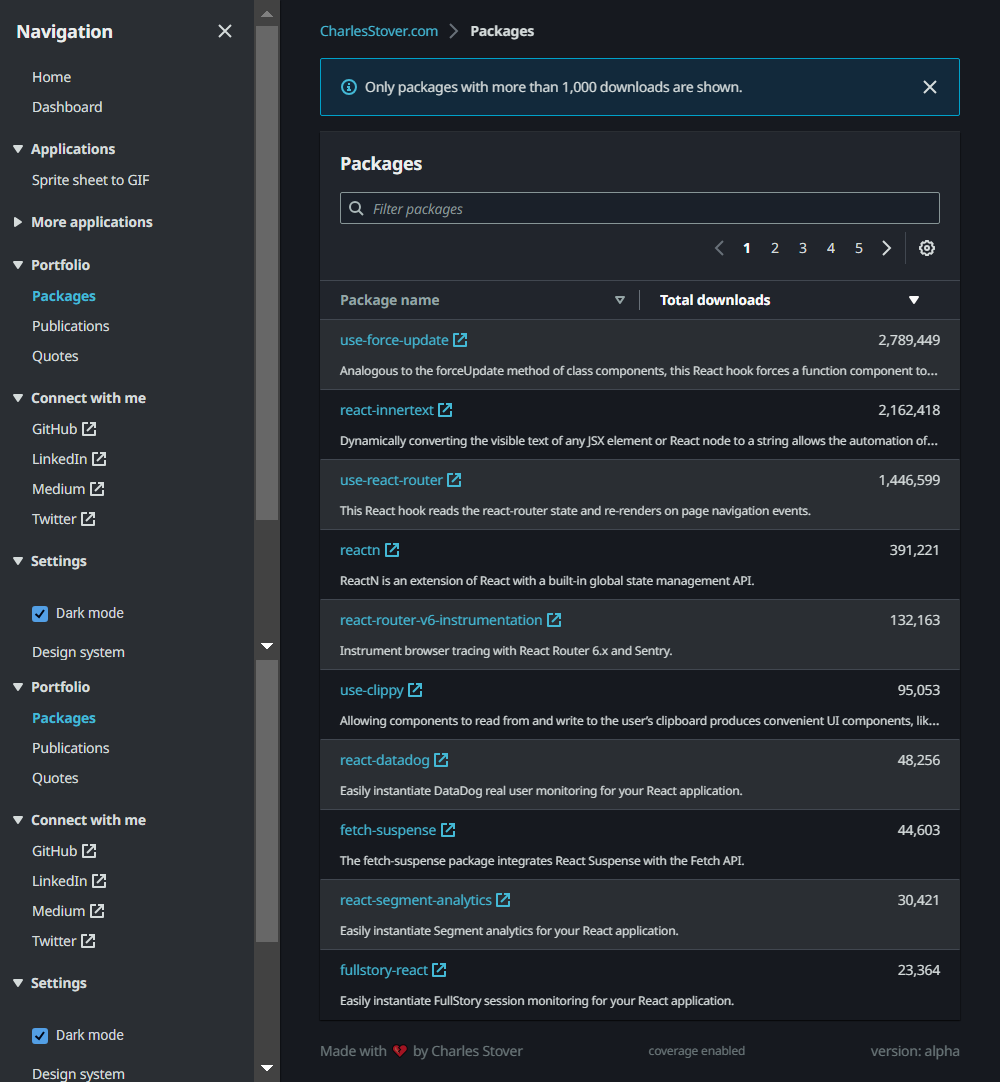 Navigation
Home
Dashboard
Applications
Sprite sheet to GIF
More applications
Portfolio
Packages
Publications
Quotes
Connect with me
GitHub
LinkedIn
Medium
Twitter
Settings
Dark mode
Design system
Portfolio
Packages
Publications
Quotes
Connect with me
GitHub
LinkedIn
Medium
Twitter
Settings
Dark mode
Design system
CharlesStover.com > Packages
Only packages with more than 1,000 downloads are shown.
Packages
Filter packages
1 2 3 4 5
Package name Total downloads
use-force-update 2,789,449
Analogous to the forceUpdate method of class components, this React hook forces a function component to...
react-innertext 2,162,418
Dynamically converting the visible text of any JSX element or React node to a string allows the automation of...
use-react-router 1,446,599
This React hook reads the react-router state and re-renders on page navigation events.
reactn 391,221
ReactN is an extension of React with a built-in global state management API.
react-router-v6-instrumentation 132,163
Instrument browser tracing with React Router 6.x and Sentry.
use-clippy 95,053
Allowing components to read from and write to the user's clipboard produces convenient UI components, lik...
react-datadog 48,256
Easily instantiate DataDog real user monitoring for your React application.
fetch-suspense 44,603
The fetch-suspense package integrates React Suspense with the Fetch API.
react-segment-analytics 30,421
Easily instantiate Segment analytics for your React application.
fullstory-react 23,364
Easily instantiate FullStory session monitoring for your React application.
Made with 💔 by Charles Stover coverage enabled version: alpha